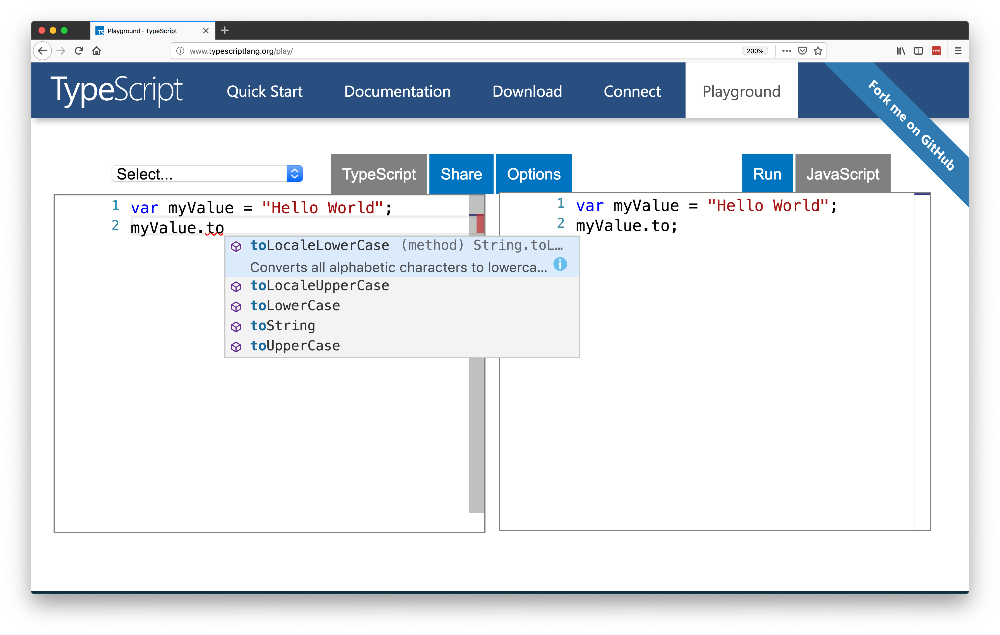 TS Playground · TypeScript
www.typescriptlang.org/play/ 200%
TypeScript Quick Start Documentation Download Connect Playground
Fork me on GitHub
Select... TypeScript Share Options Run JavaScript
1 var myValue = "Hello World";
2 myValue.to
toLocaleLowerCase (method) String.toL…
Converts all alphabetic characters to lowerca…
toLocaleUpperCase
toLowerCase
toString
toUpperCase
1 var myValue = "Hello World";
2 myValue.to;